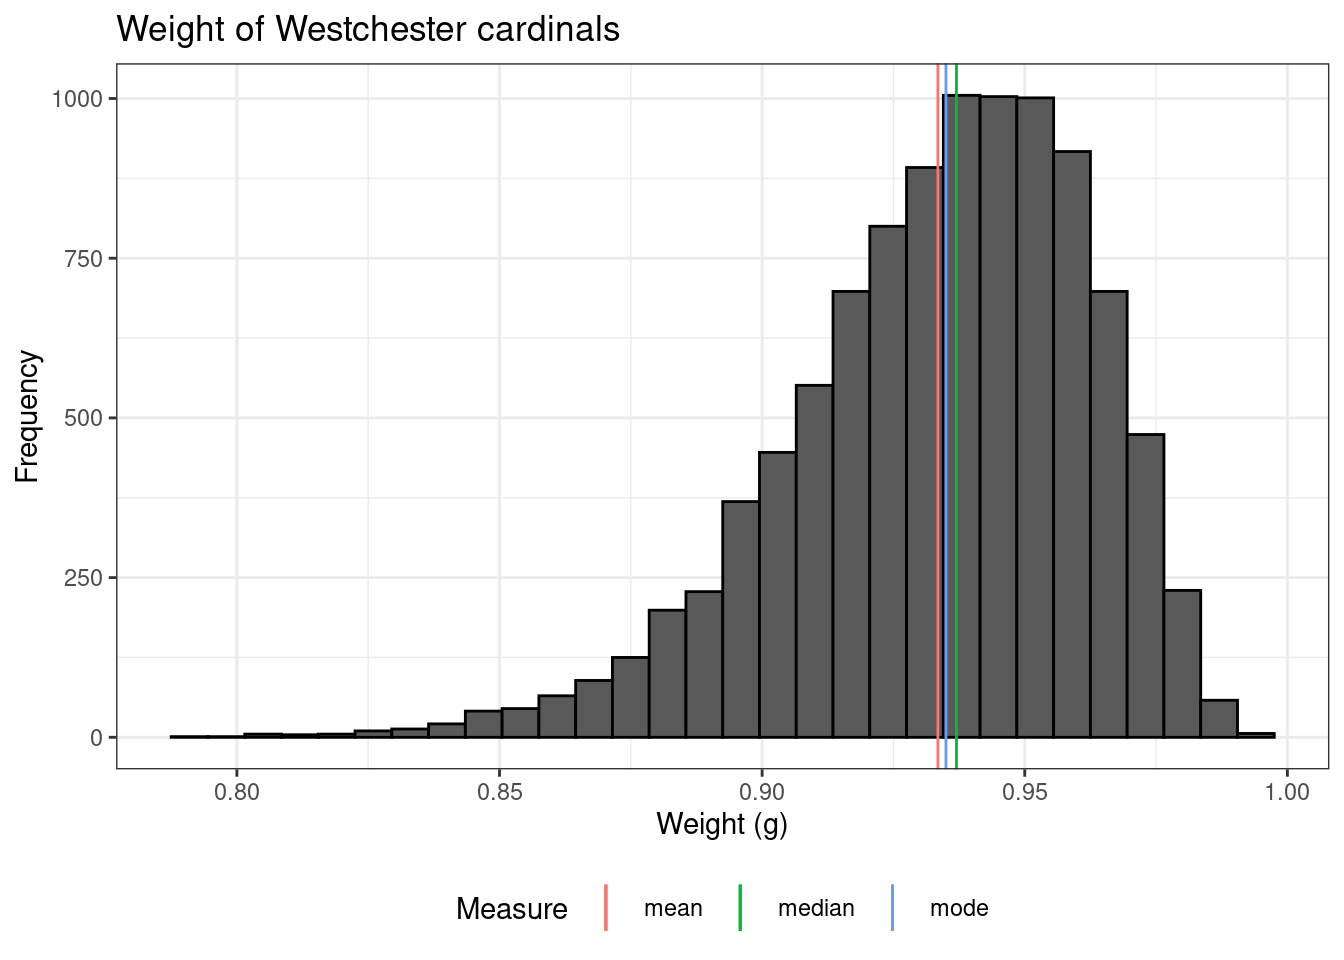 Weight of Westchester cardinals
1000
750
500
250
0
Frequency
0.80 0.85 0.90 0.95 1.00
Weight (g)
Measure mean median mode